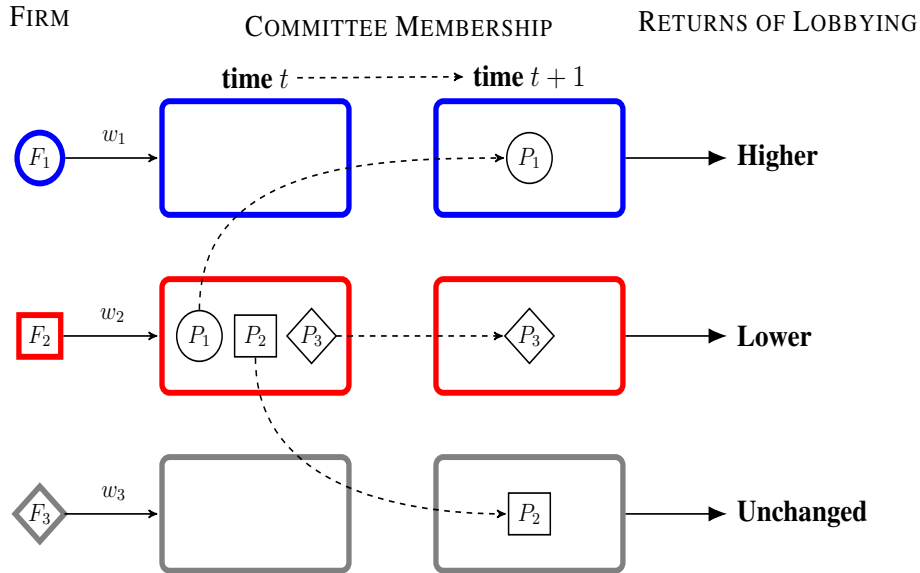 FIRM COMMITTEE MEMBERSHIP RETURNS OF LOBBYING
time t time t + 1
F1 w1 P1 Higher
F2 w2 P1 P2 P3 P3 Lower
F3 w3 P2 Unchanged